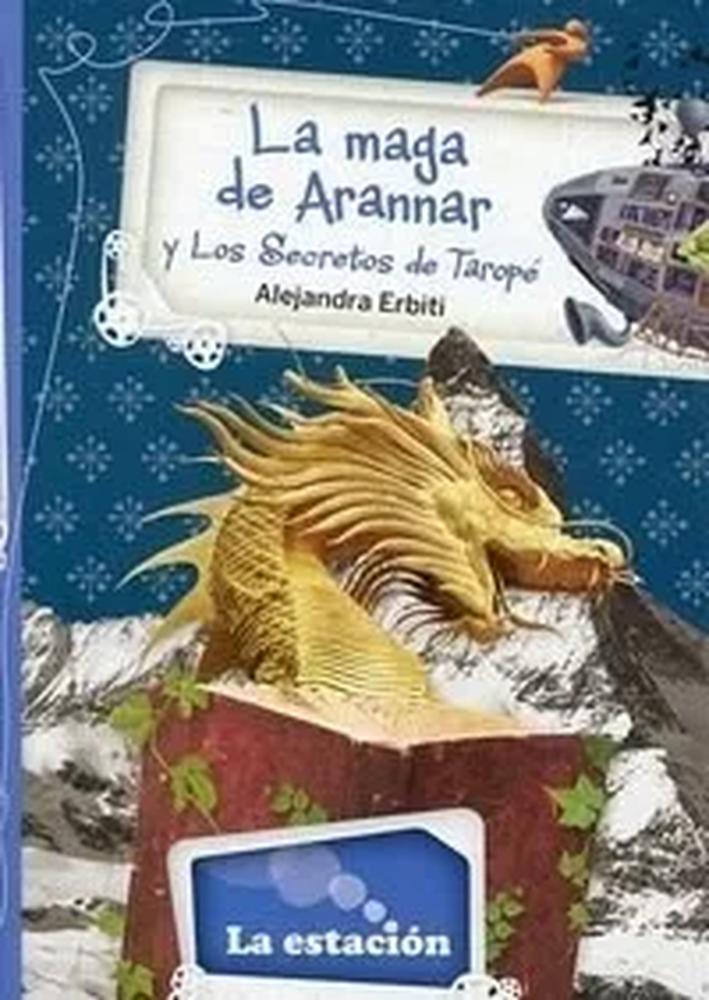 La maga
de Arannar
y Los Secretos de Taropé
Alejandra Erbiti
La estación